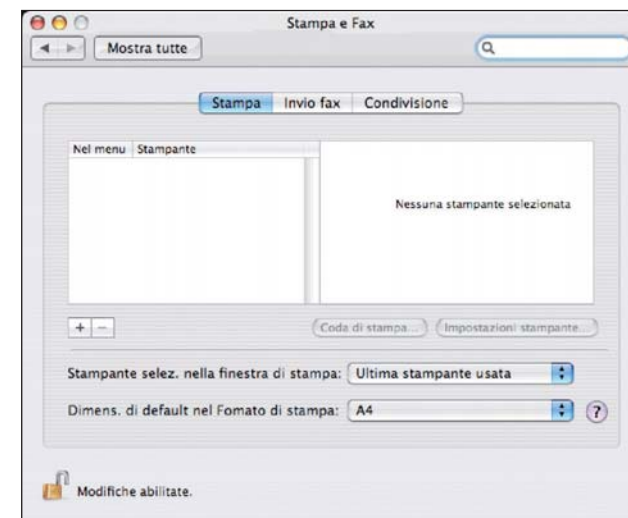 Stampa e Fax
Mostra tutte
Stampa Invio fax Condivisione
Nel menu Stampante
Nessuna stampante selezionata
+ −
Coda di stampa... Impostazioni stampante...
Stampante selez. nella finestra di stampa: Ultima stampante usata
Dimens. di default nel Fomato di stampa: A4 ?
Modifiche abilitate.